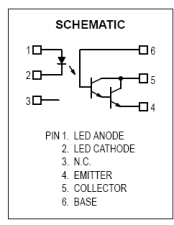 SCHEMATIC
1 6
2 5
3 4
PIN 1. LED ANODE
2. LED CATHODE
3. N.C.
4. EMITTER
5. COLLECTOR
6. BASE